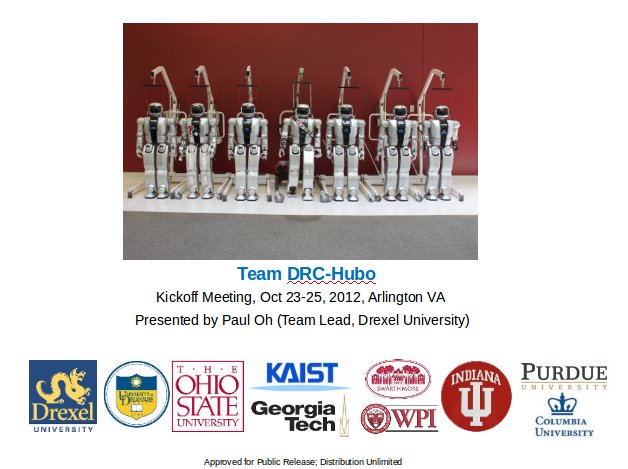 Team DRC-Hubo
Kickoff Meeting, Oct 23-25, 2012, Arlington VA
Presented by Paul Oh (Team Lead, Drexel University)
Drexel
UNIVERSITY
UNIVERSITY OF
DELAWARE
T · H · E
OHIO
STATE
UNIVERSITY
KAIST
Georgia
Tech
SWARTHMORE
WPI
INDIANA
PURDUE
UNIVERSITY
COLUMBIA
UNIVERSITY
Approved for Public Release; Distribution Unlimited